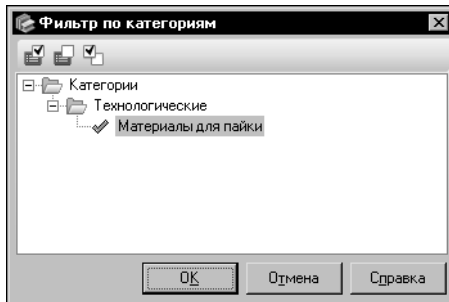 Фильтр по категориям
Категории
Технологические
Материалы для пайки
OK
Отмена
Справка